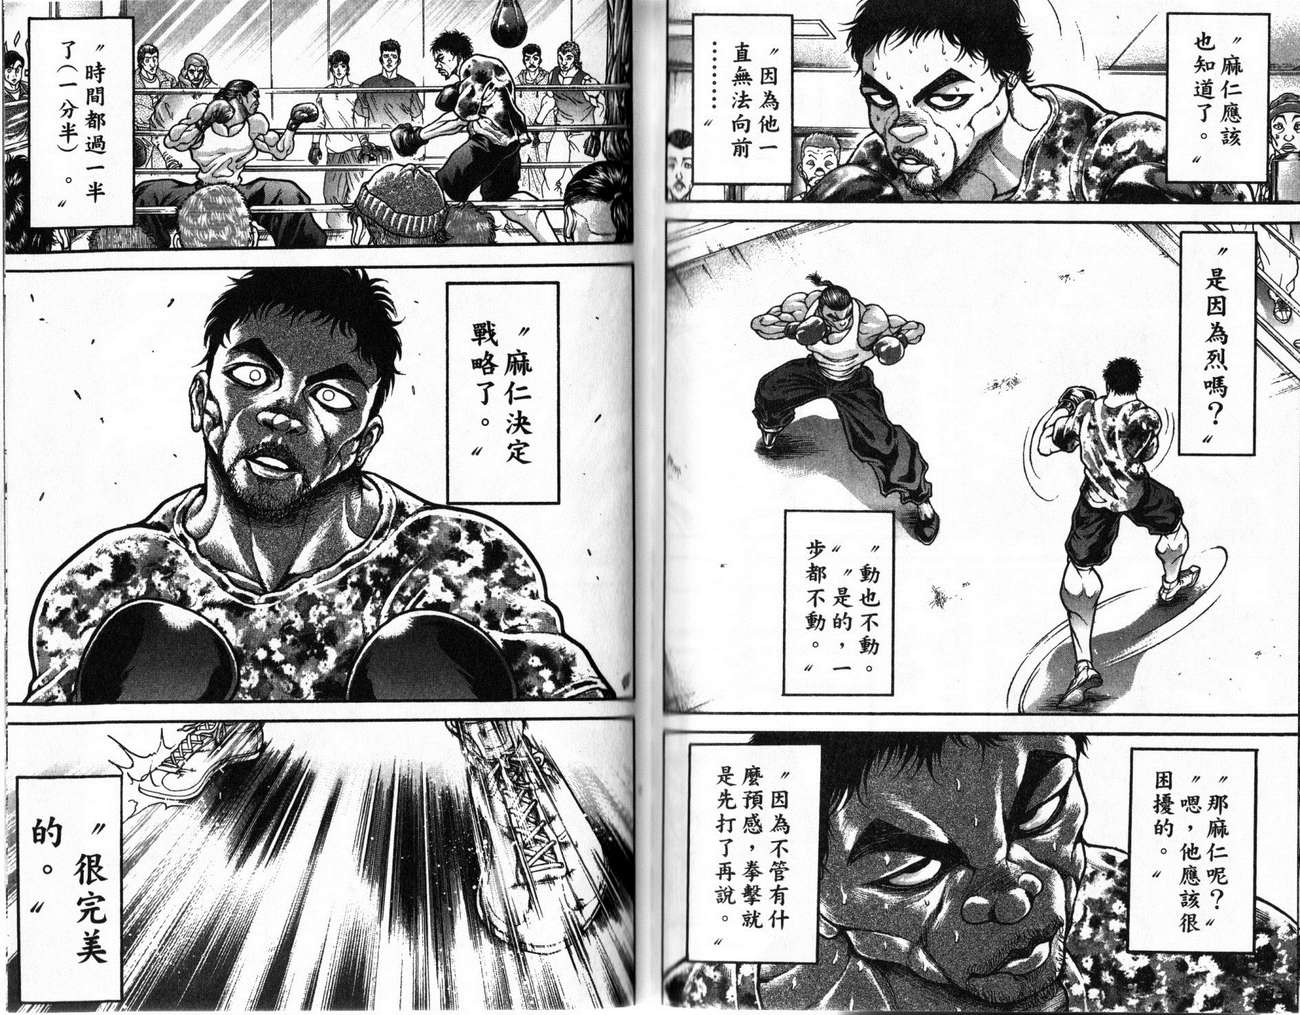 〝麻仁應該
也知道了。〞
〝因為他一
直無法向前
…………〞
〝是因為烈嗎？〞
〝動也不動。
〝是的，一
步都不動。〞
〝那麻仁呢？〞
〝嗯，他應該很
困擾的。〞
〝因為不管有什
麼預感，拳擊就
是先打了再說。〞
〝時間都過一半
了(一分半)。〞
〝麻仁決定
戰略了。〞
〝很完美
的。〞